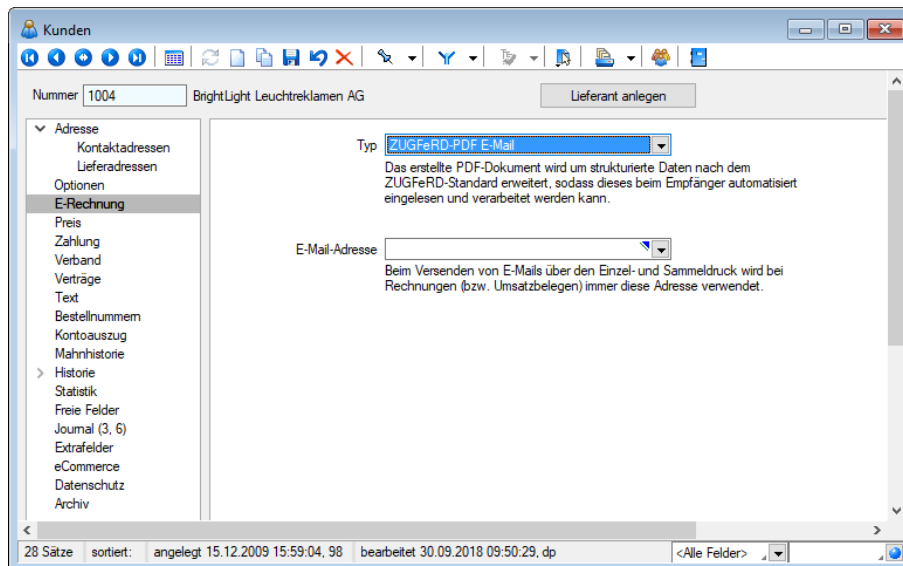 Kunden
Nummer 1004 BrightLight Leuchtreklamen AG Lieferant anlegen
Adresse
Kontaktadressen
Lieferadressen
Optionen
E-Rechnung
Preis
Zahlung
Verband
Verträge
Text
Bestellnummern
Kontoauszug
Mahnhistorie
Historie
Statistik
Freie Felder
Journal (3, 6)
Extrafelder
eCommerce
Datenschutz
Archiv
Typ ZUGFeRD-PDF E-Mail
Das erstellte PDF-Dokument wird um strukturierte Daten nach dem
ZUGFeRD-Standard erweitert, sodass dieses beim Empfänger automatisiert
eingelesen und verarbeitet werden kann.
E-Mail-Adresse
Beim Versenden von E-Mails über den Einzel- und Sammeldruck wird bei
Rechnungen (bzw. Umsatzbelegen) immer diese Adresse verwendet.
28 Sätze sortiert: angelegt 15.12.2009 15:59:04, 98 bearbeitet 30.09.2018 09:50:29, dp <Alle Felder>